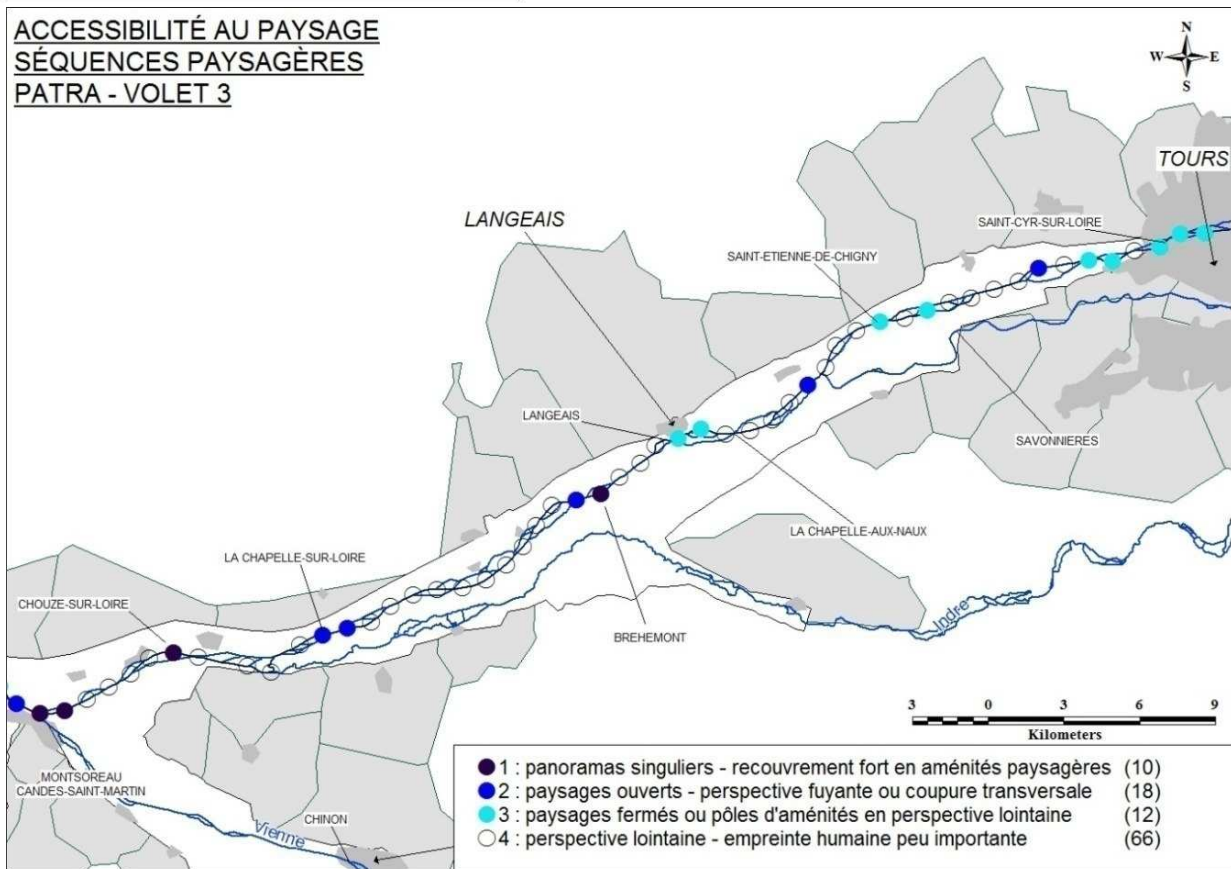 ACCESSIBILITÉ AU PAYSAGE
SÉQUENCES PAYSAGÈRES
PATRA - VOLET 3
N
W
E
S
TOURS
LANGEAIS
SAINT-CYR-SUR-LOIRE
SAINT-ETIENNE-DE-CHIGNY
LANGEAIS
SAVONNIERES
LA CHAPELLE-AUX-NAUX
LA CHAPELLE-SUR-LOIRE
CHOUZE-SUR-LOIRE
BREHEMONT
Indre
MONTSOREAU
CANDES-SAINT-MARTIN
Vienne
CHINON
3 0 3 6 9
Kilometers
1 : panoramas singuliers - recouvrement fort en aménités paysagères (10)
2 : paysages ouverts - perspective fuyante ou coupure transversale (18)
3 : paysages fermés ou pôles d'aménités en perspective lointaine (12)
4 : perspective lointaine - empreinte humaine peu importante (66)